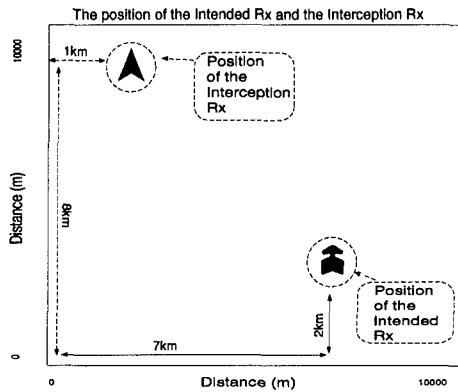 The position of the Intended Rx and the Interception Rx
10000
1km
Position
of the
Interception
Rx
Distance (m)
8km
Position
of the
Intended
Rx
2km
7km
0
0
Distance (m)
10000